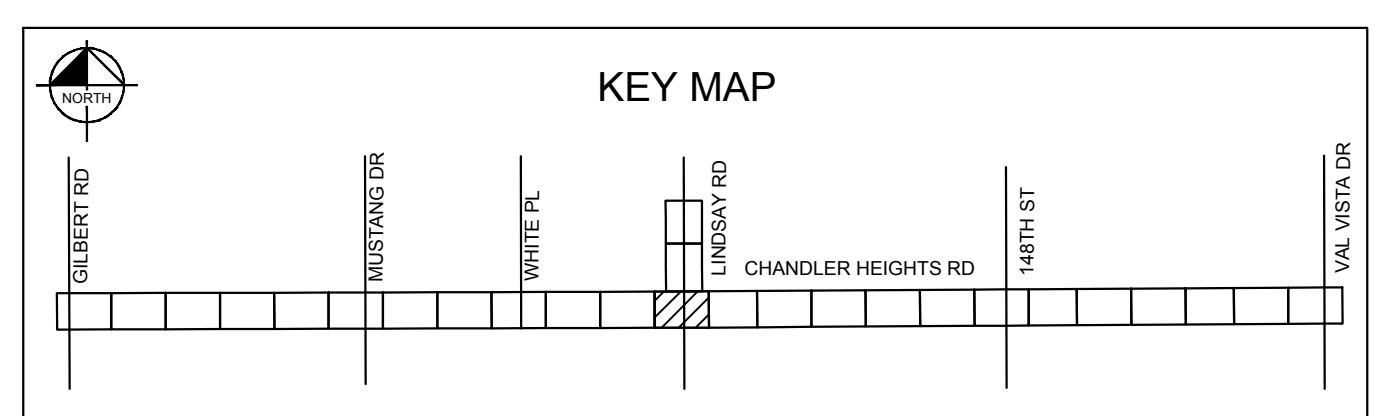 KEY MAP
NORTH
GILBERT RD
MUSTANG DR
WHITE PL
LINDSAY RD
CHANDLER HEIGHTS RD
148TH ST
VAL VISTA DR